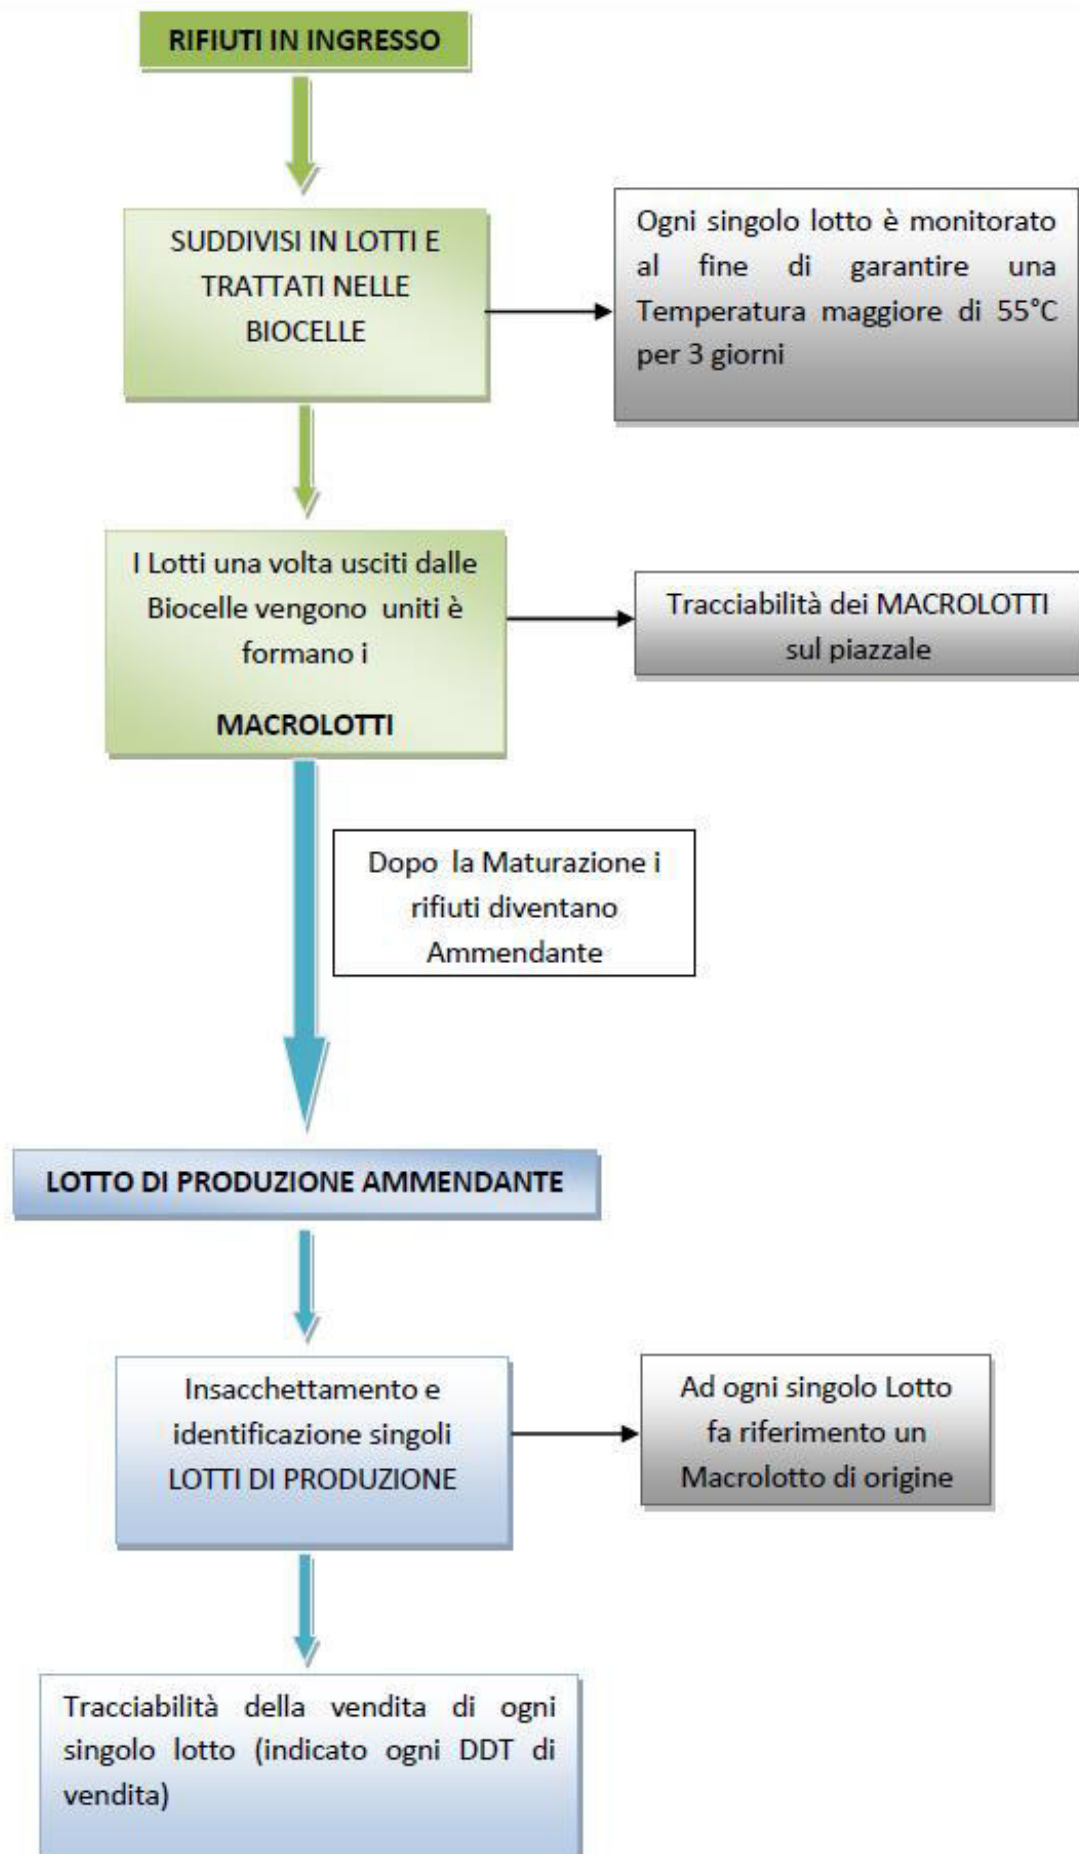 RIFIUTI IN INGRESSO
SUDDIVISI IN LOTTI E
TRATTATI NELLE
BIOCELLE
Ogni singolo lotto è monitorato
al fine di garantire una
Temperatura maggiore di 55°C
per 3 giorni
I Lotti una volta usciti dalle
Biocelle vengono uniti è
formano i
MACROLOTTI
Tracciabilità dei MACROLOTTI
sul piazzale
Dopo la Maturazione i
rifiuti diventano
Ammendante
LOTTO DI PRODUZIONE AMMENDANTE
Insacchettamento e
identificazione singoli
LOTTI DI PRODUZIONE
Ad ogni singolo Lotto
fa riferimento un
Macrolotto di origine
Tracciabilità della vendita di ogni
singolo lotto (indicato ogni DDT di
vendita)